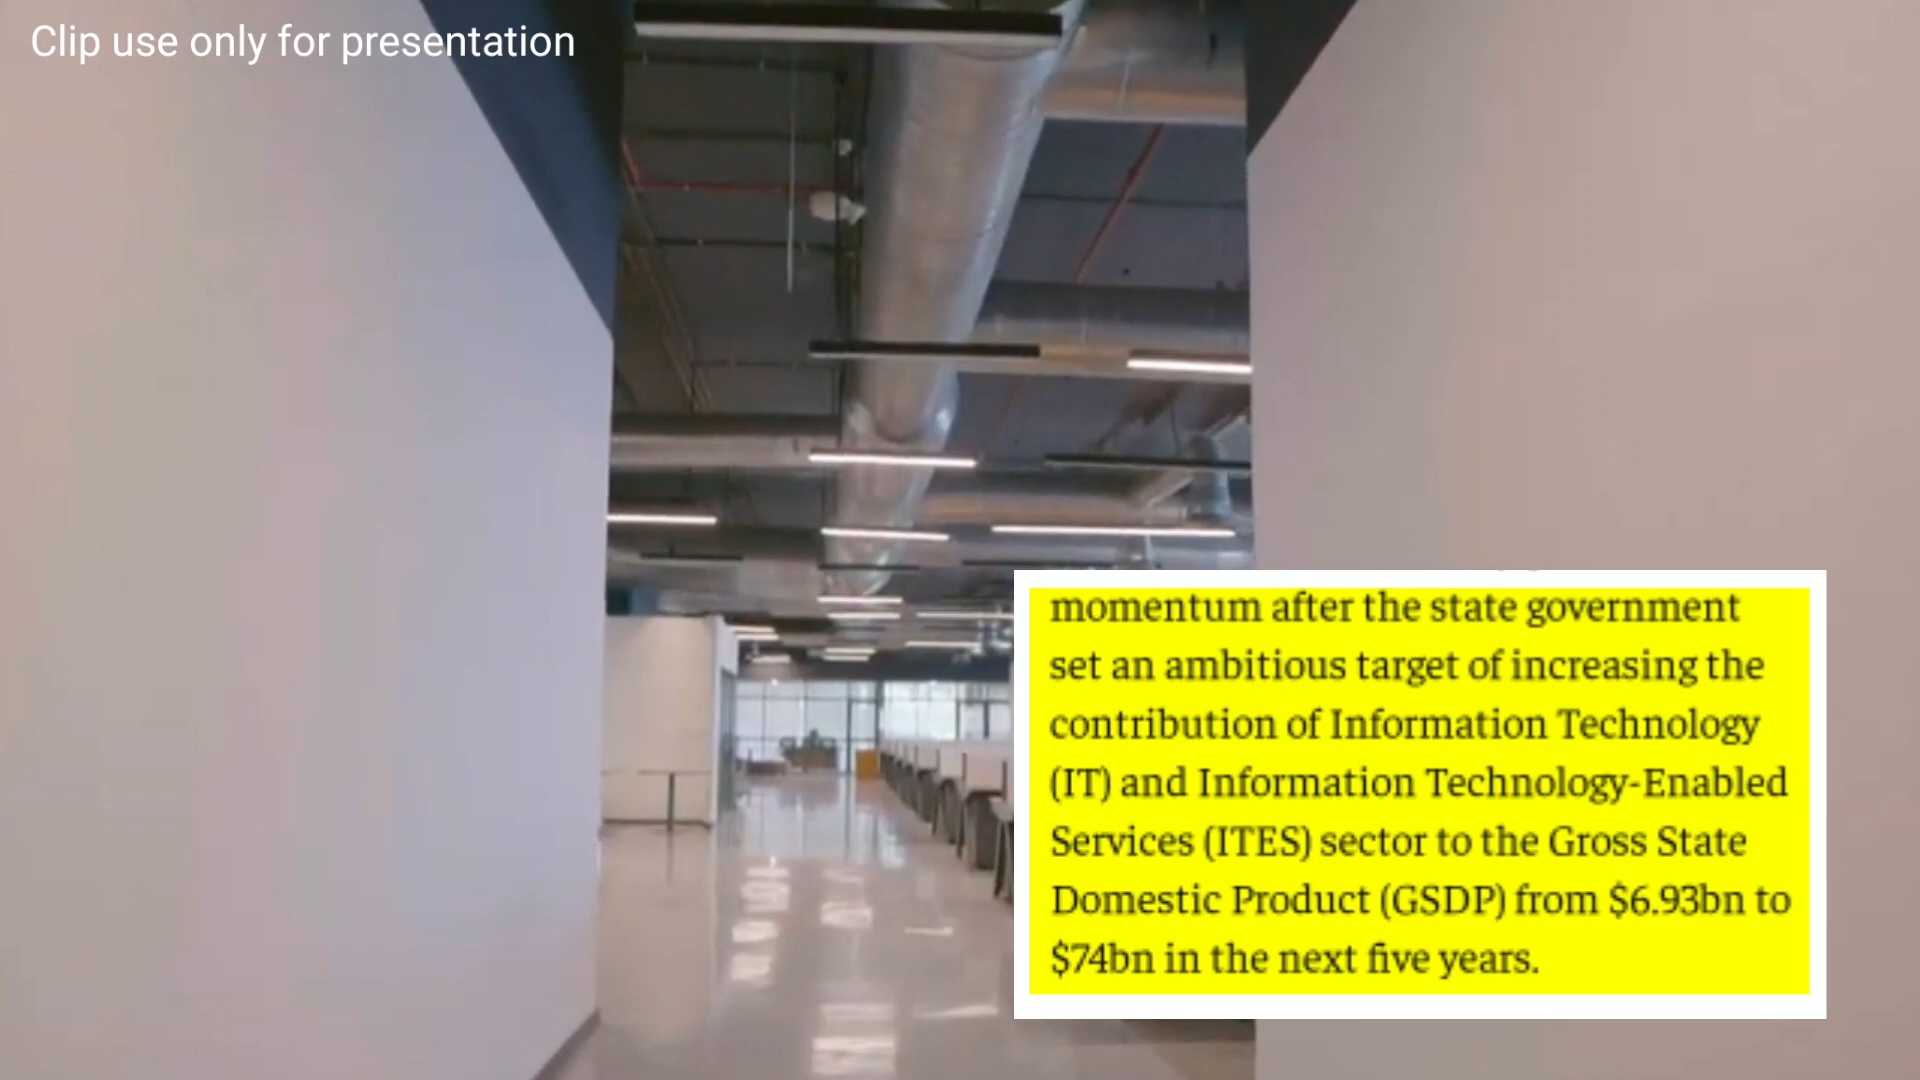 Clip use only for presentation
momentum after the state government
set an ambitious target of increasing the
contribution of Information Technology
(IT) and Information Technology-Enabled
Services (ITES) sector to the Gross State
Domestic Product (GSDP) from $6.93bn to
$74bn in the next five years.